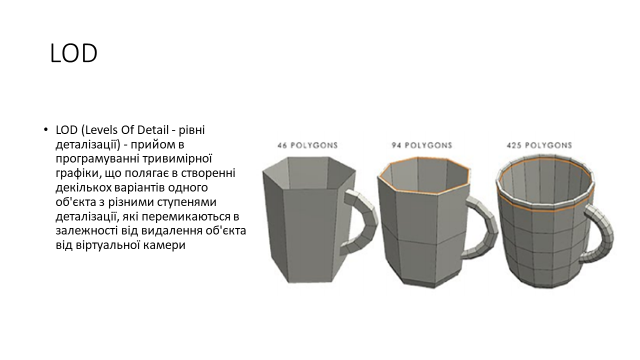 LOD
• LOD (Levels Of Detail - рівні
деталізації) - прийом в
програмуванні тривимірної
графіки, що полягає в створенні
декількох варіантів одного
об'єкта з різними ступенями
деталізації, які перемикаються в
залежності від видалення об'єкта
від віртуальної камери
46 POLYGONS
94 POLYGONS
425 POLYGONS